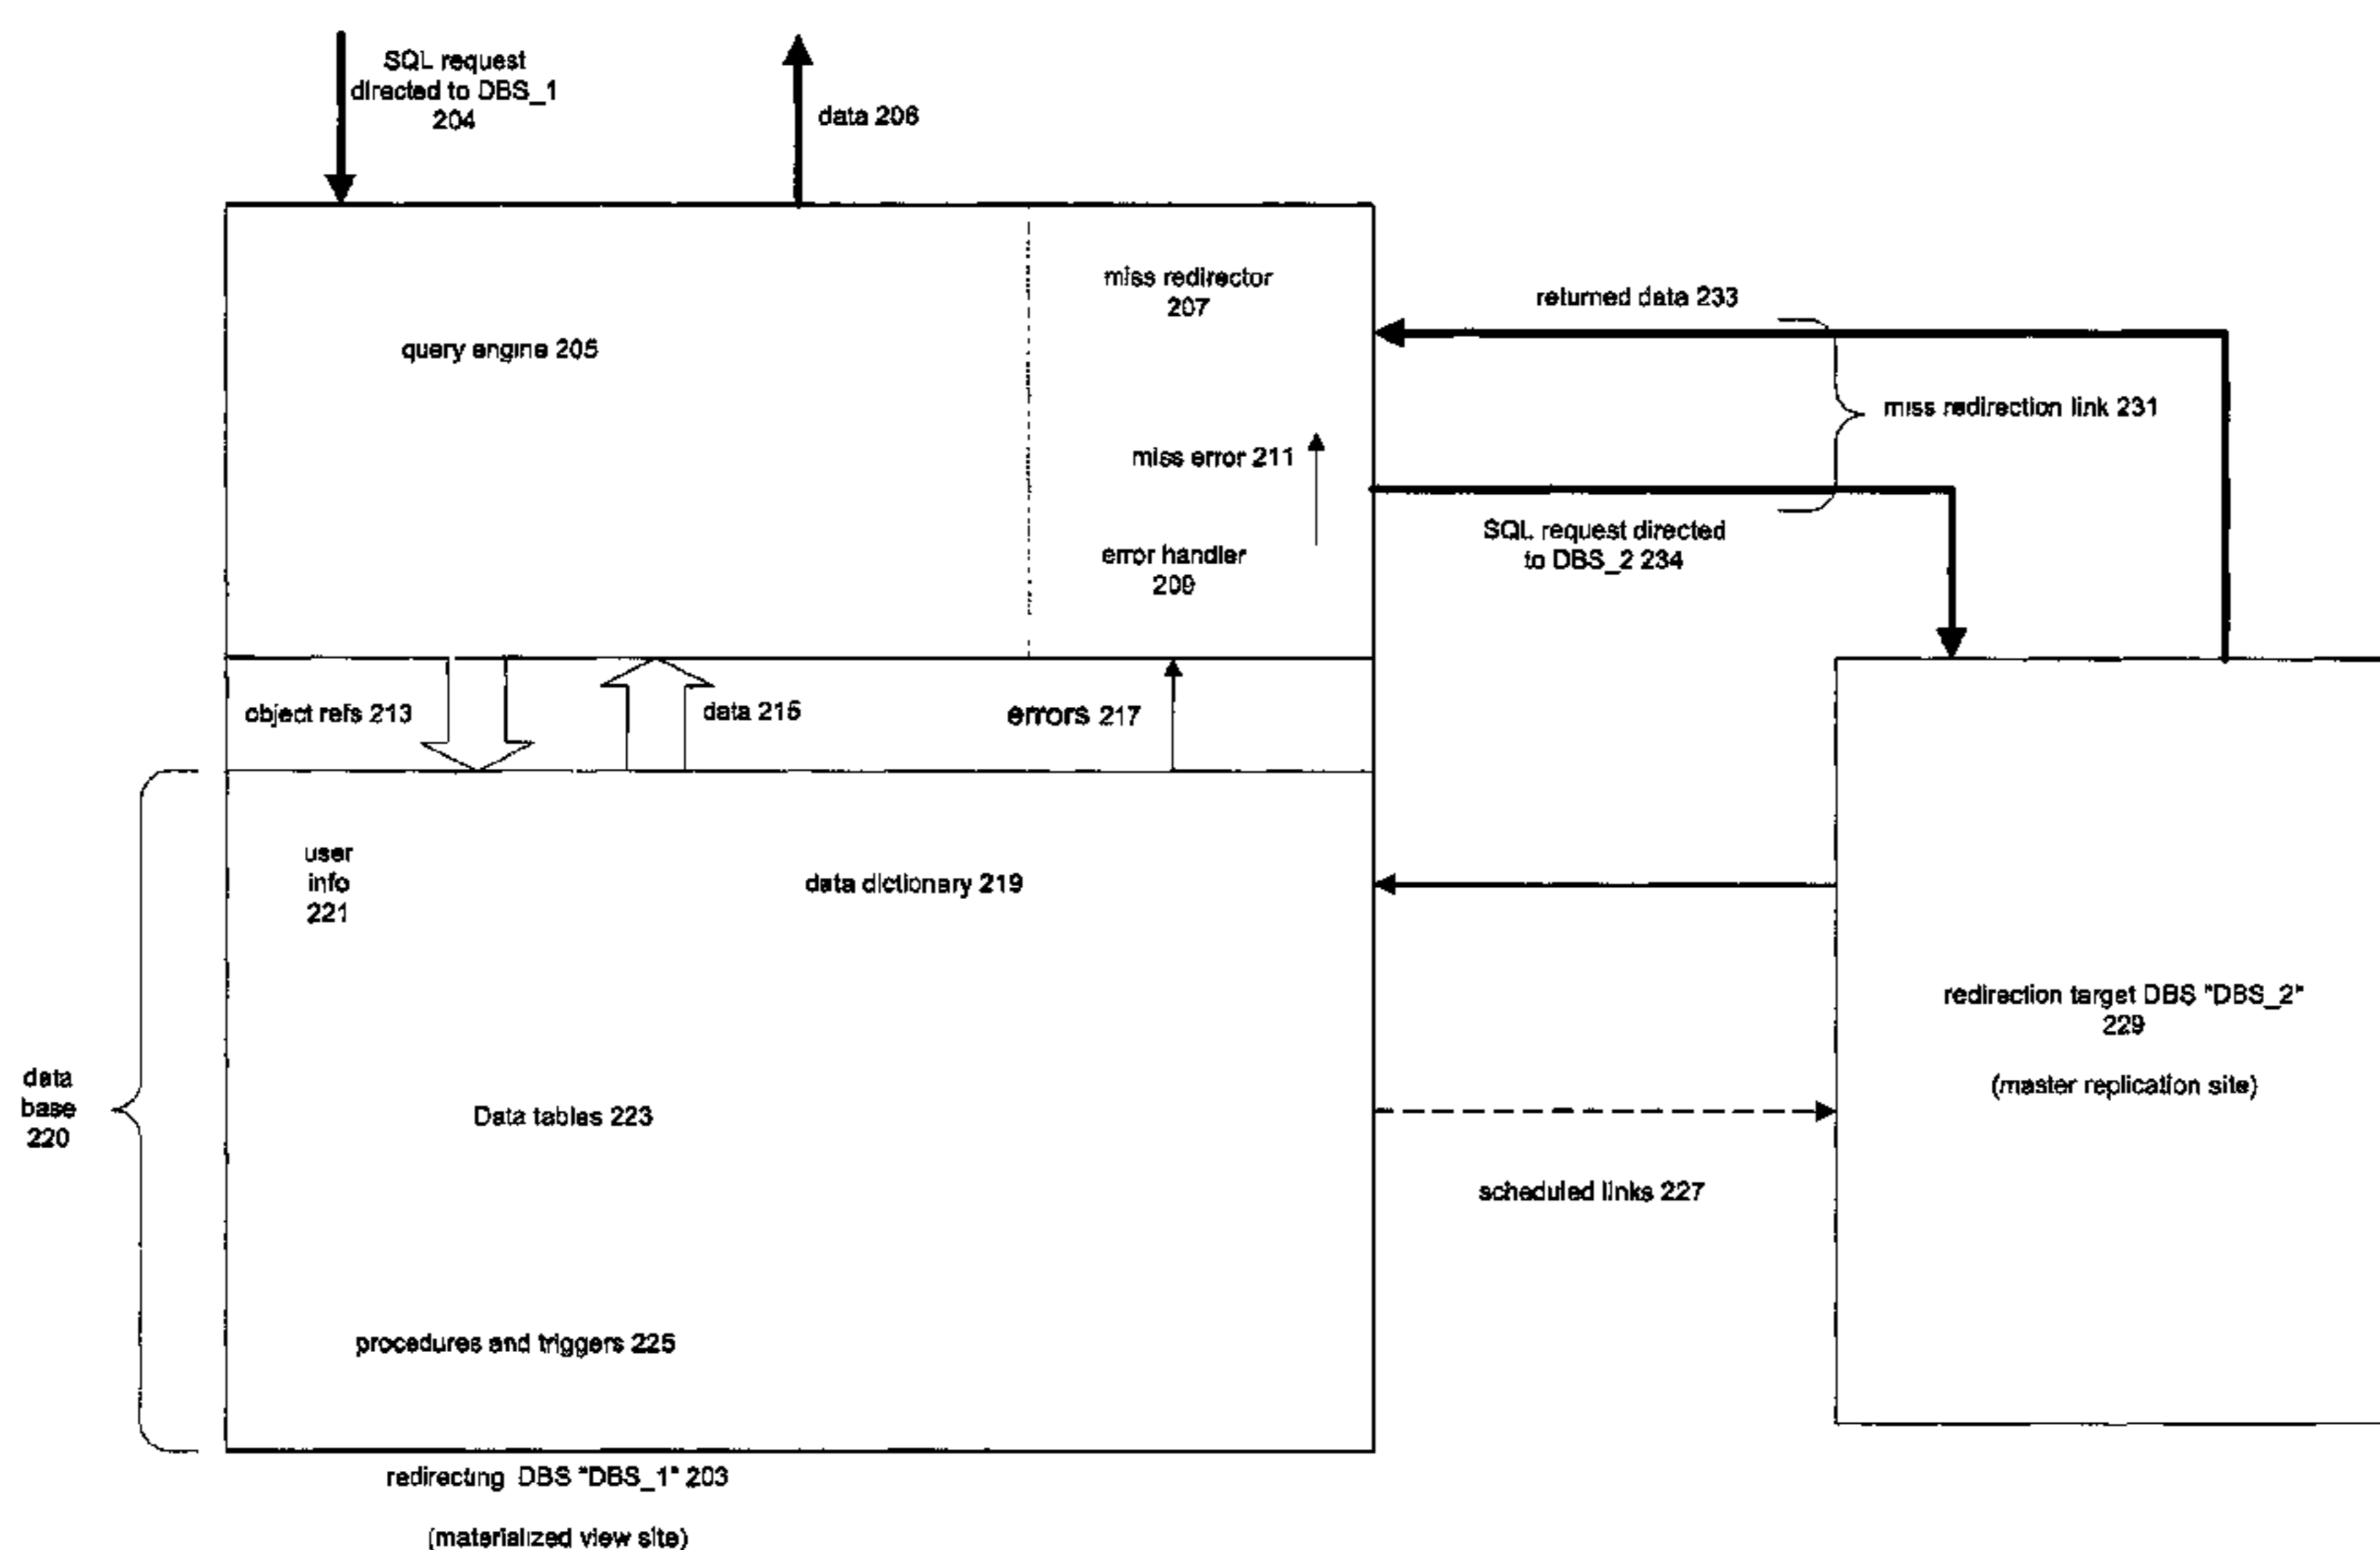 SQL request
directed to DBS_1
204
data 206
miss redirector
207
query engine 205
returned data 233
miss redirection link 231
miss error 211
SQL request directed
to DBS_2 234
error handler
209
object refs 213
data 215
errors 217
user
info
221
data dictionary 219
redirection target DBS "DBS_2"
229
(master replication site)
data
base
220
Data tables 223
scheduled links 227
procedures and triggers 225
redirecting DBS "DBS_1" 203
(materialized view site)